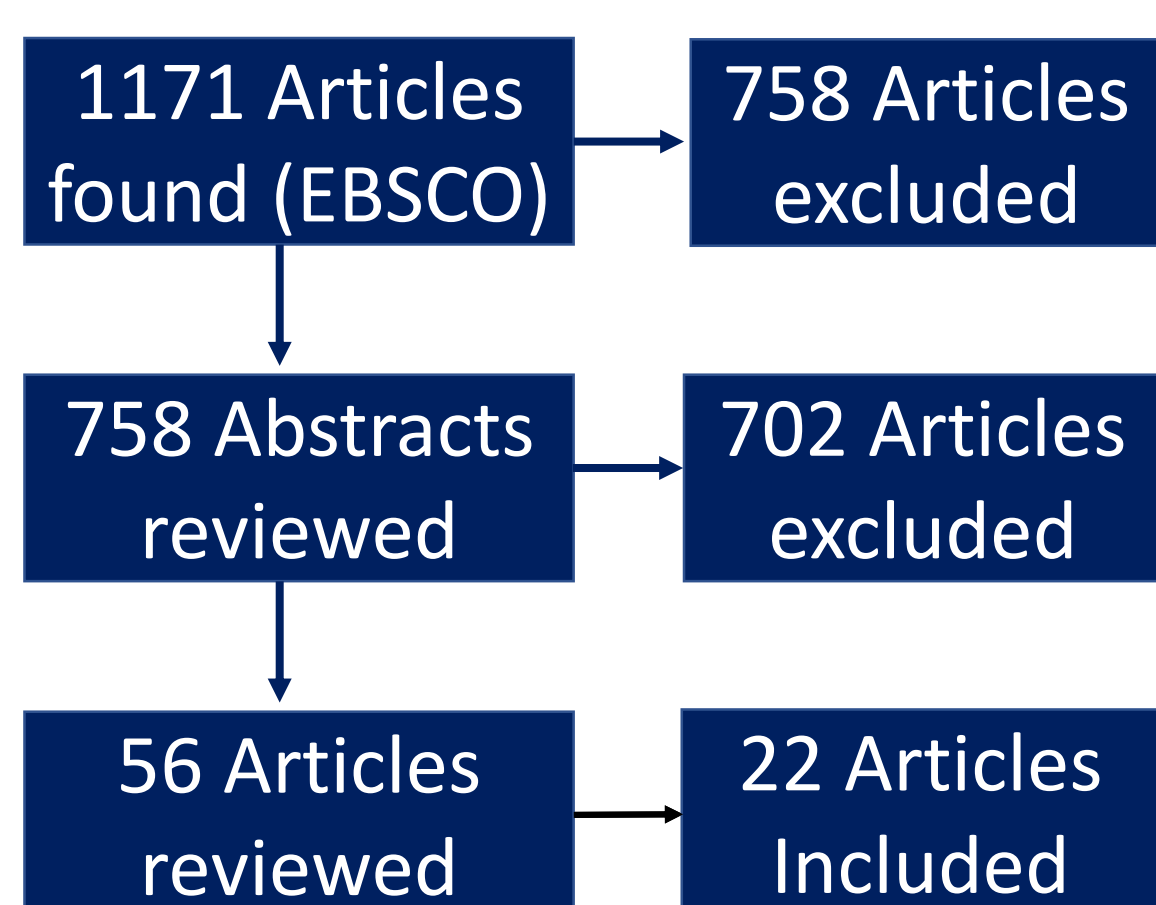 1171 Articles
found (EBSCO)
758 Articles
excluded
758 Abstracts
reviewed
702 Articles
excluded
56 Articles
reviewed
22 Articles
Included